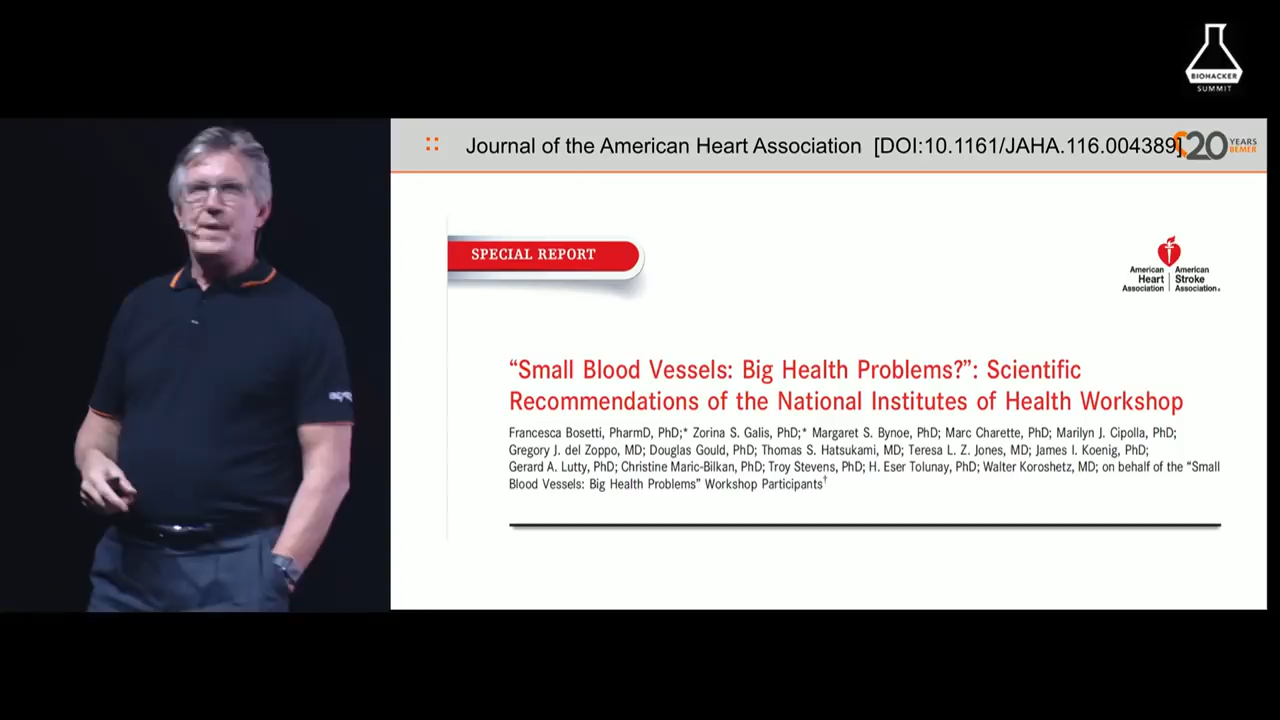 BIOHACKER
SUMMIT
Journal of the American Heart Association [DOI:10.1161/JAHA.116.004389]
20 YEARS
BEMER
SPECIAL REPORT
American
Heart
Association
American
Stroke
Association®
“Small Blood Vessels: Big Health Problems?”: Scientific
Recommendations of the National Institutes of Health Workshop
Francesca Bosetti, PharmD, PhD;* Zorina S. Galis, PhD;* Margaret S. Bynoe, PhD; Marc Charette, PhD; Marilyn J. Cipolla, PhD;
Gregory J. del Zoppo, MD; Douglas Gould, PhD; Thomas S. Hatsukami, MD; Teresa L. Z. Jones, MD; James I. Koenig, PhD;
Gerard A. Lutty, PhD; Christine Maric-Bilkan, PhD; Troy Stevens, PhD; H. Eser Tolunay, PhD; Walter Koroshetz, MD; on behalf of the “Small
Blood Vessels: Big Health Problems” Workshop Participants†